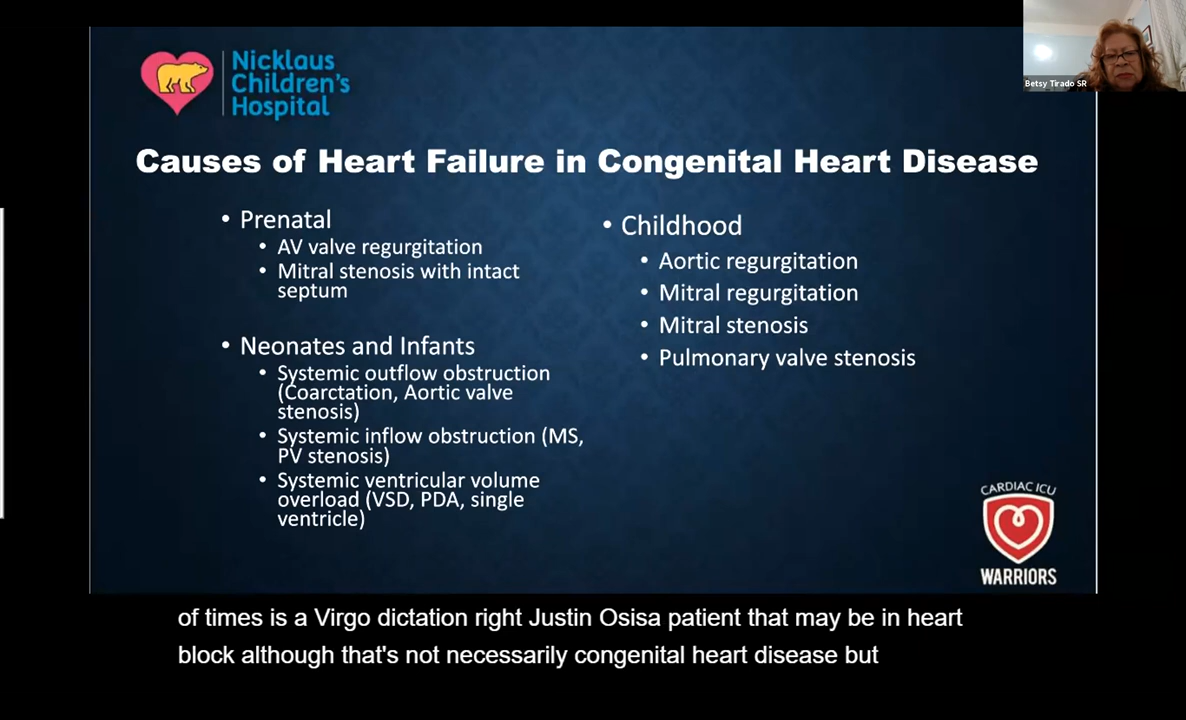 Nicklaus
Children's
Hospital
Betsy Tirado SR
Causes of Heart Failure in Congenital Heart Disease
• Prenatal
• AV valve regurgitation
• Mitral stenosis with intact
septum
• Neonates and Infants
• Systemic outflow obstruction
(Coarctation, Aortic valve
stenosis)
• Systemic inflow obstruction (MS,
PV stenosis)
• Systemic ventricular volume
overload (VSD, PDA, single
ventricle)
• Childhood
• Aortic regurgitation
• Mitral regurgitation
• Mitral stenosis
• Pulmonary valve stenosis
CARDIAC ICU
WARRIORS
of times is a Virgo dictation right Justin Osisa patient that may be in heart
block although that's not necessarily congenital heart disease but